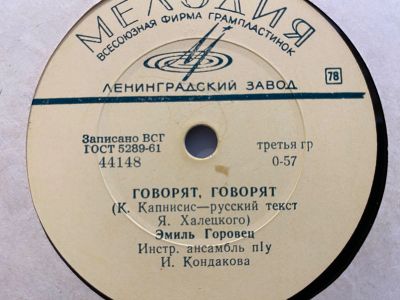 МЕЛОДИЯ
ВСЕСОЮЗНАЯ ФИРМА ГРАМПЛАСТИНОК
ЛЕНИНГРАДСКИЙ ЗАВОД
78
Записано ВСГ
ГОСТ 5289-61
44148
третья гр
0-57
ГОВОРЯТ, ГОВОРЯТ
(К. Капнисис—русский текст
Я. Халецкого)
Эмиль Горовец
Инстр. ансамбль п/у
И. Кондакова